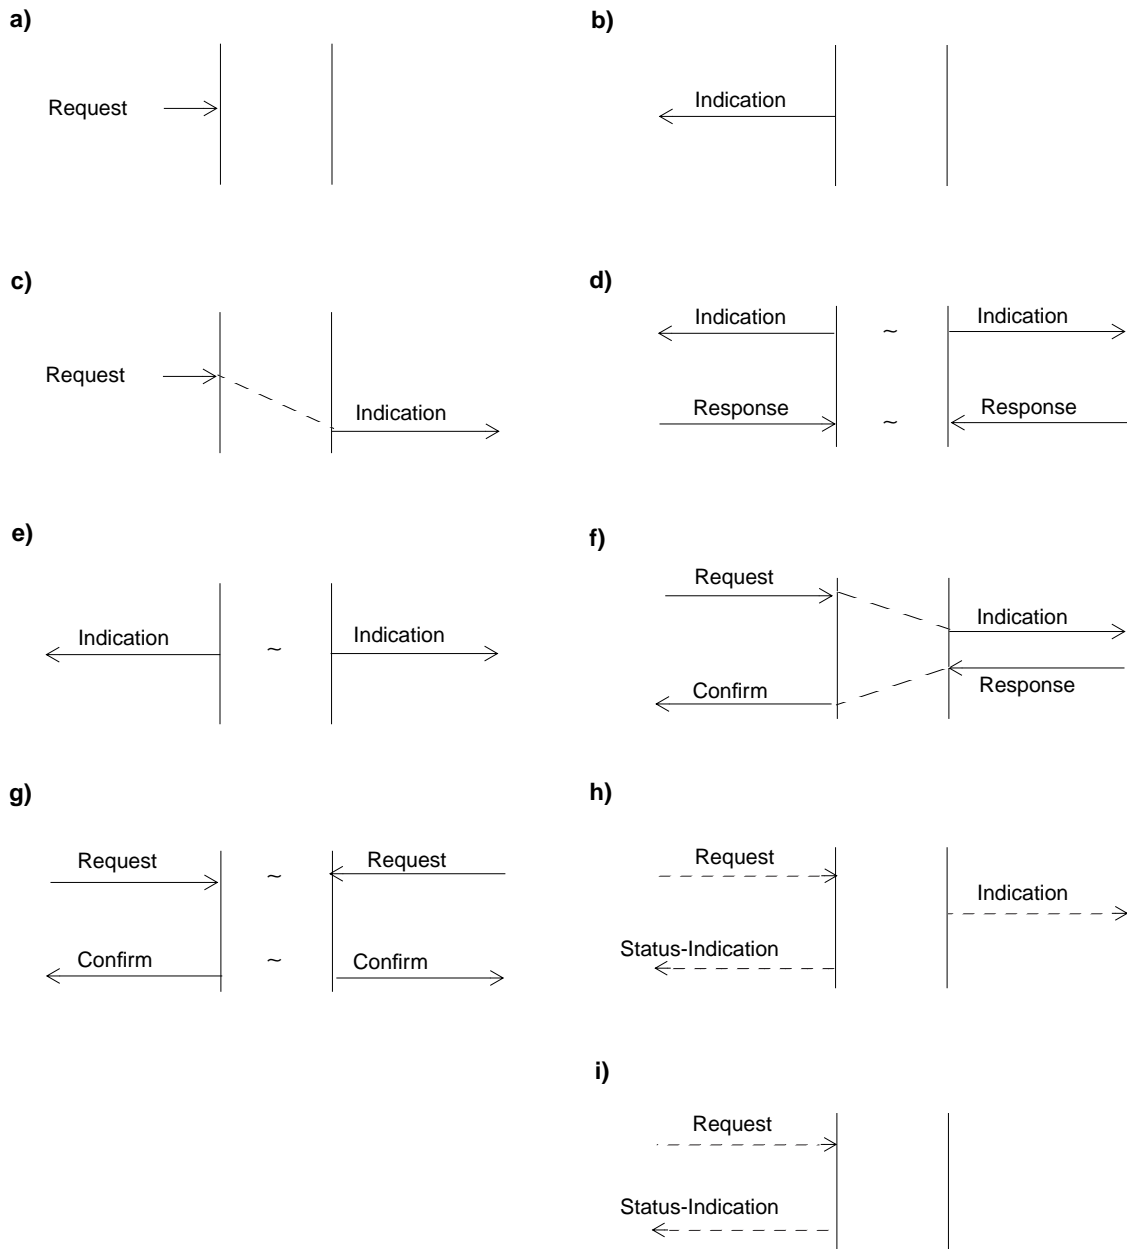 a)
Request
b)
Indication
c)
Request
Indication
d)
Indication ~ Indication
Response ~ Response
e)
Indication ~ Indication
f)
Request
Indication
Confirm
Response
g)
Request ~ Request
Confirm ~ Confirm
h)
Request
Indication
Status-Indication
i)
Request
Status-Indication